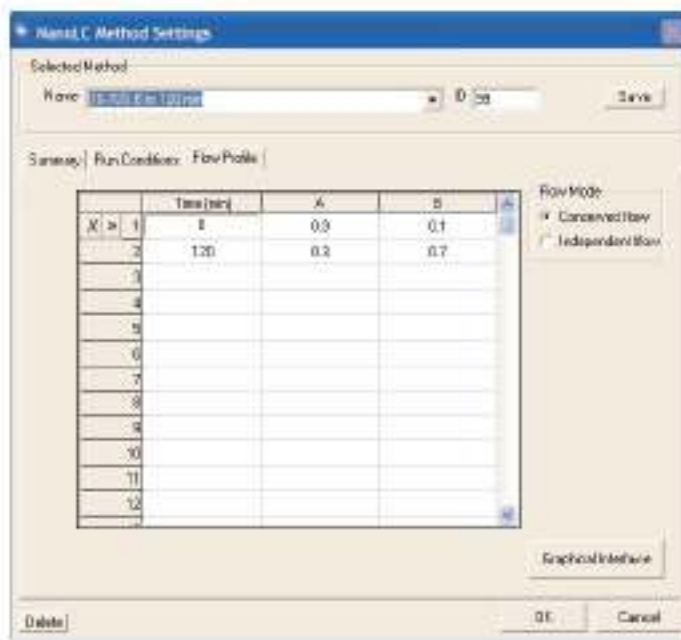 NanoLC Method Settings
Selected Method
Name
ID
Save
Summary Run Conditions Flow Profile
Time (min) A B
1 0 0.9 0.1
2 120 0.3 0.7
3
4
5
6
7
8
9
10
11
12
Flow Mode
Conserved flow
Independent flow
Graphical Interface
Delete
OK
Cancel